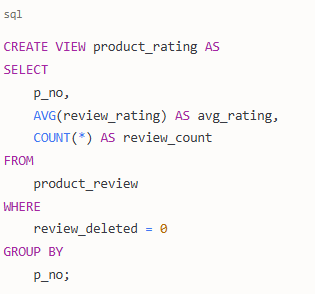 sql
CREATE VIEW product_rating AS
SELECT
    p_no,
    AVG(review_rating) AS avg_rating,
    COUNT(*) AS review_count
FROM
    product_review
WHERE
    review_deleted = 0
GROUP BY
    p_no;